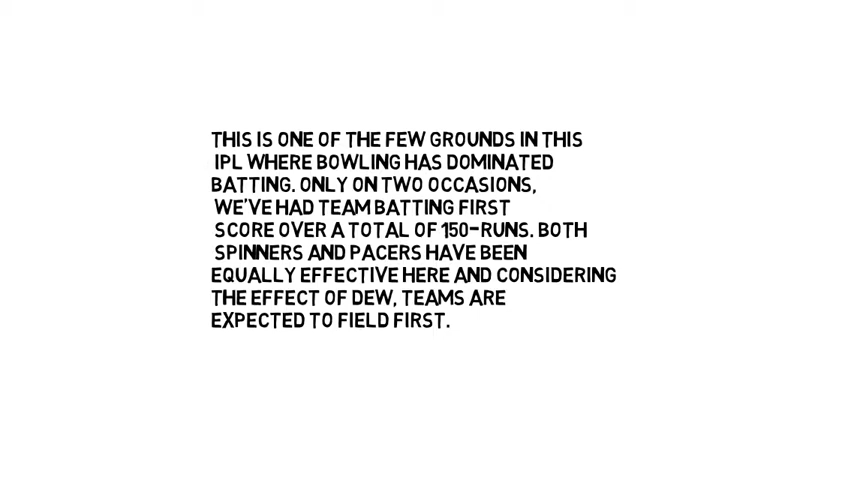 THIS IS ONE OF THE FEW GROUNDS IN THIS
IPL WHERE BOWLING HAS DOMINATED
BATTING. ONLY ON TWO OCCASIONS,
WE'VE HAD TEAM BATTING FIRST
SCORE OVER A TOTAL OF 150-RUNS. BOTH
SPINNERS AND PACERS HAVE BEEN
EQUALLY EFFECTIVE HERE AND CONSIDERING
THE EFFECT OF DEW, TEAMS ARE
EXPECTED TO FIELD FIRST.